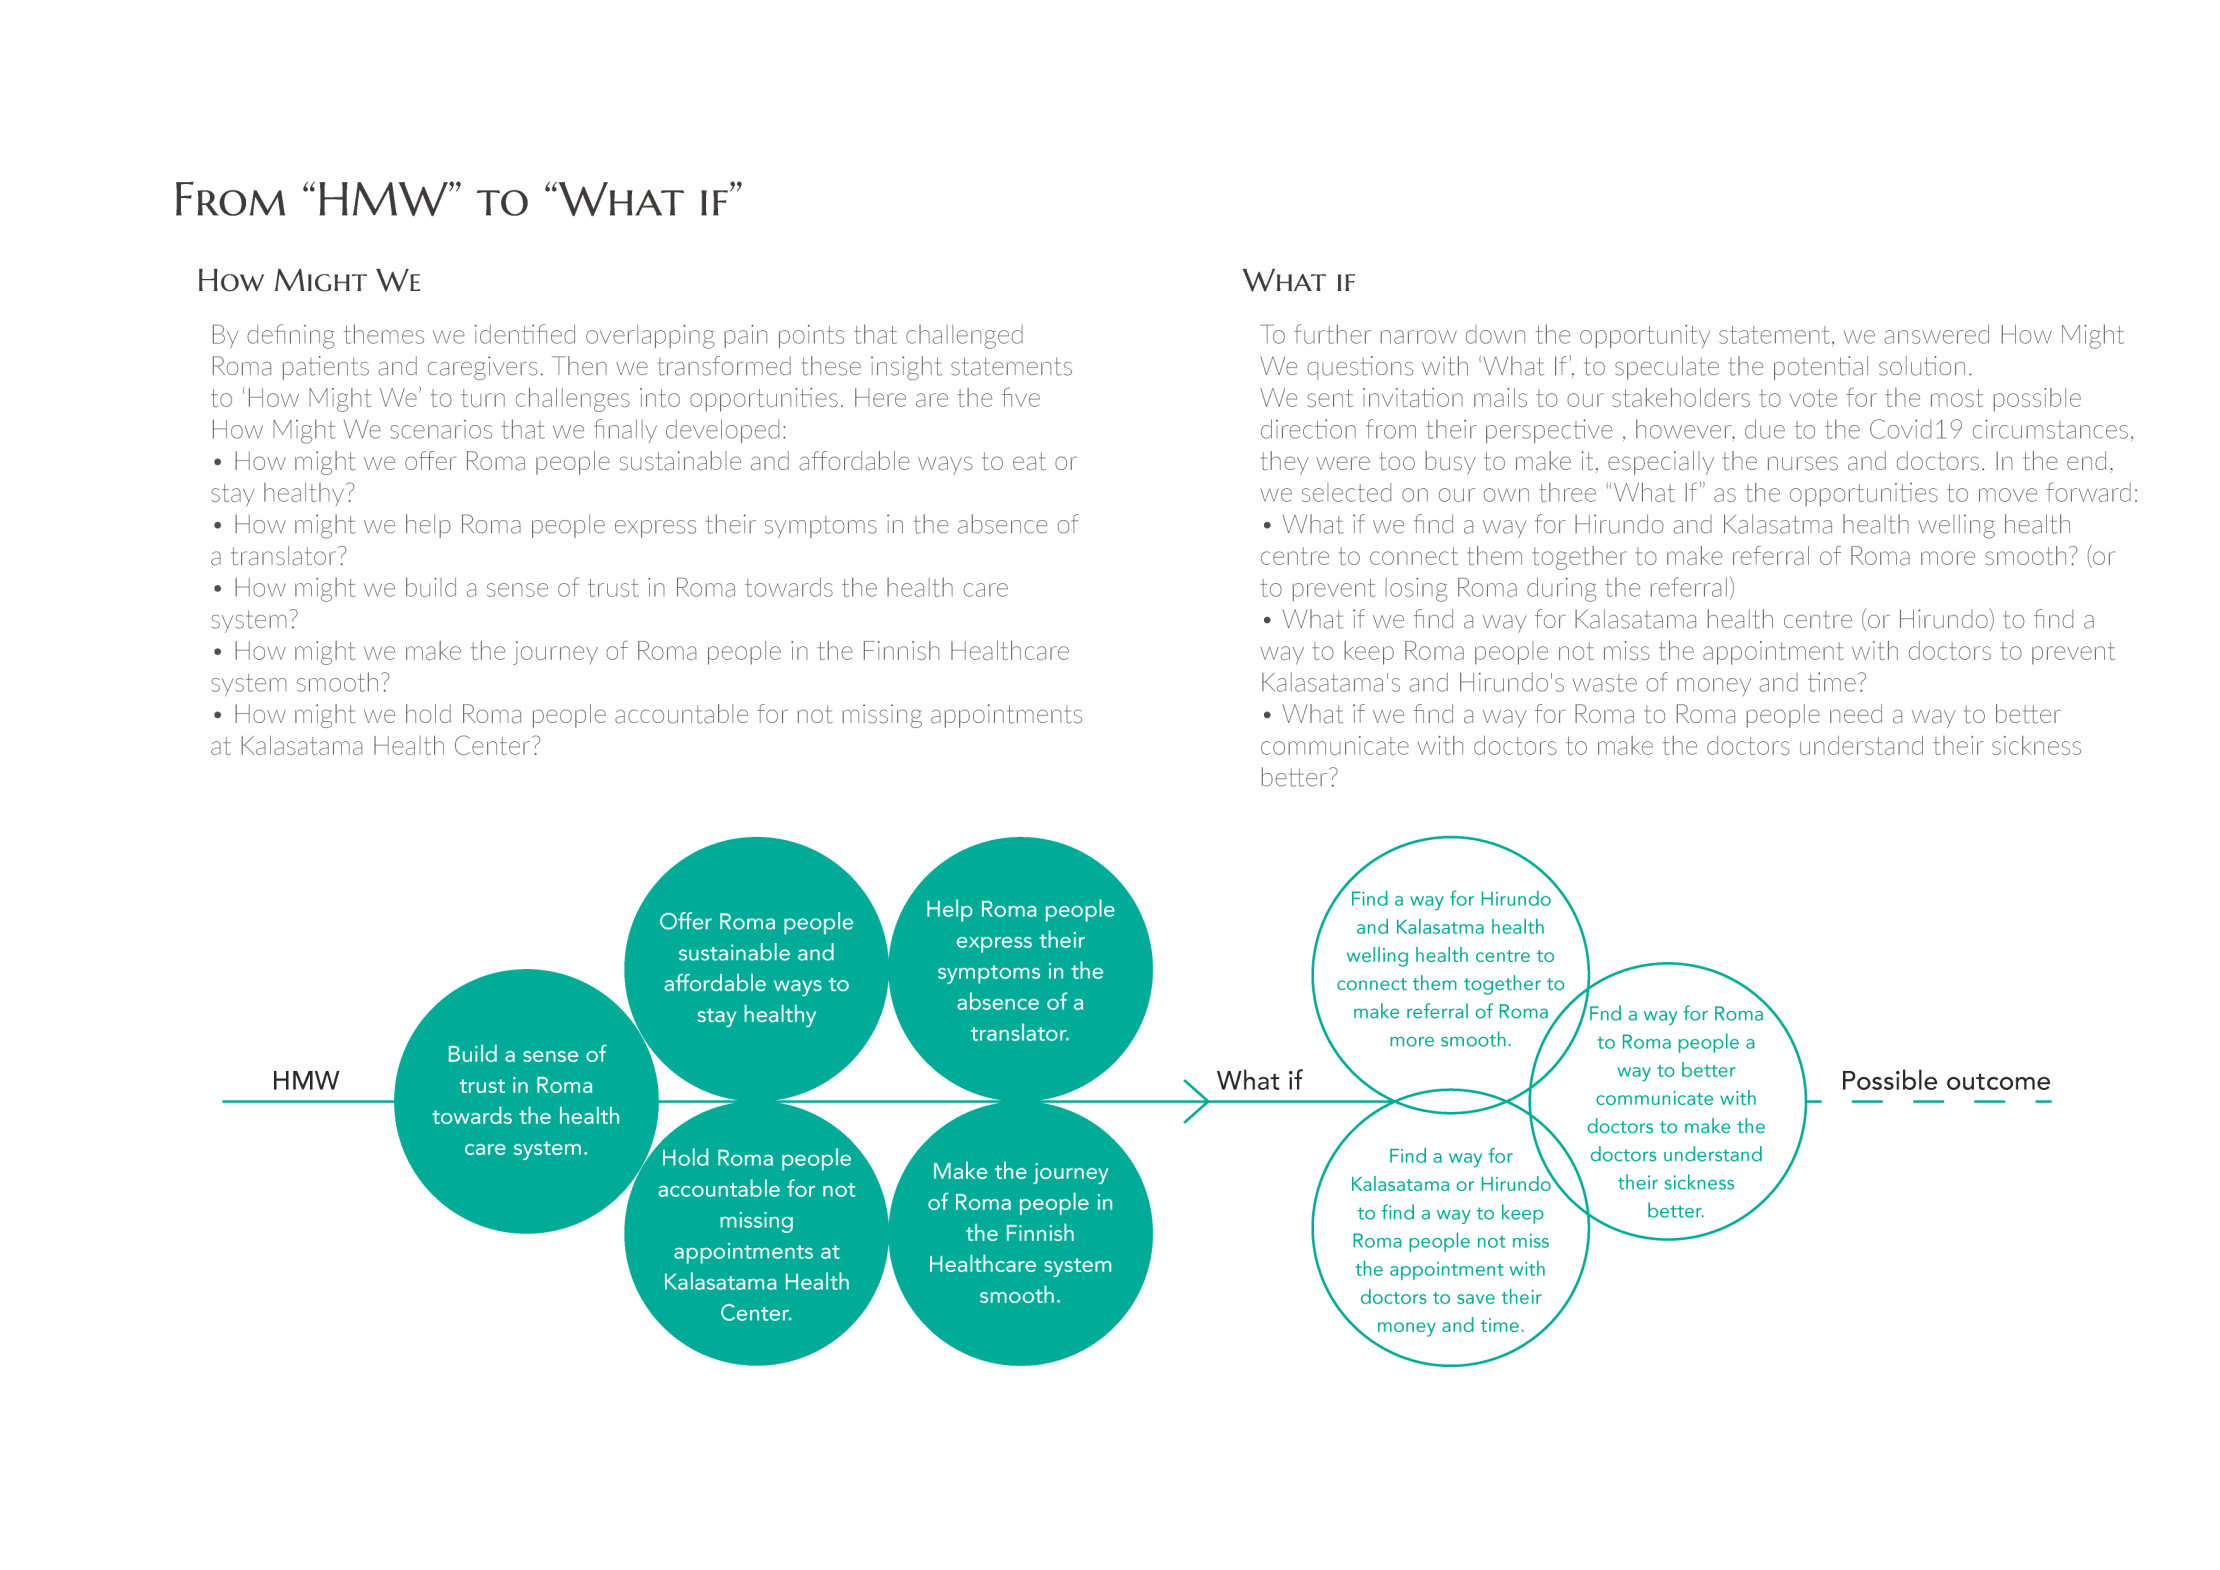 From “HMW” to “What if”
How Might We
By defining themes we identified overlapping pain points that challenged
Roma patients and caregivers. Then we transformed these insight statements
to ‘How Might We’ to turn challenges into opportunities. Here are the five
How Might We scenarios that we finally developed:
• How might we offer Roma people sustainable and affordable ways to eat or
stay healthy?
• How might we help Roma people express their symptoms in the absence of
a translator?
• How might we build a sense of trust in Roma towards the health care
system?
• How might we make the journey of Roma people in the Finnish Healthcare
system smooth?
• How might we hold Roma people accountable for not missing appointments
at Kalasatama Health Center?
What if
To further narrow down the opportunity statement, we answered How Might
We questions with ‘What If’, to speculate the potential solution.
We sent invitation mails to our stakeholders to vote for the most possible
direction from their perspective , however, due to the Covid19 circumstances,
they were too busy to make it, especially the nurses and doctors. In the end,
we selected on our own three “What If” as the opportunities to move forward:
• What if we find a way for Hirundo and Kalasatma health welling health
centre to connect them together to make referral of Roma more smooth? (or
to prevent losing Roma during the referral)
• What if we find a way for Kalasatama health centre (or Hirundo) to find a
way to keep Roma people not miss the appointment with doctors to prevent
Kalasatama's and Hirundo's waste of money and time?
• What if we find a way for Roma to Roma people need a way to better
communicate with doctors to make the doctors understand their sickness
better?
HMW
Build a sense of
trust in Roma
towards the health
care system.
Offer Roma people
sustainable and
affordable ways to
stay healthy
Help Roma people
express their
symptoms in the
absence of a
translator.
Hold Roma people
accountable for not
missing
appointments at
Kalasatama Health
Center.
Make the journey
of Roma people in
the Finnish
Healthcare system
smooth.
What if
Find a way for Hirundo
and Kalasatma health
welling health centre to
connect them together to
make referral of Roma
more smooth.
Find a way for
Kalasatama or Hirundo
to find a way to keep
Roma people not miss
the appointment with
doctors to save their
money and time.
Fnd a way for Roma
to Roma people a
way to better
communicate with
doctors to make the
doctors understand
their sickness
better.
Possible outcome